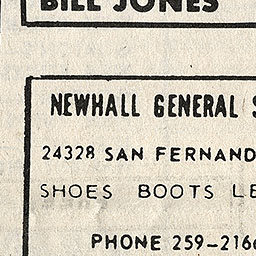 BILL JONES
NEWHALL GENERAL S
24328 SAN FERNAND
SHOES BOOTS LE
PHONE 259-216